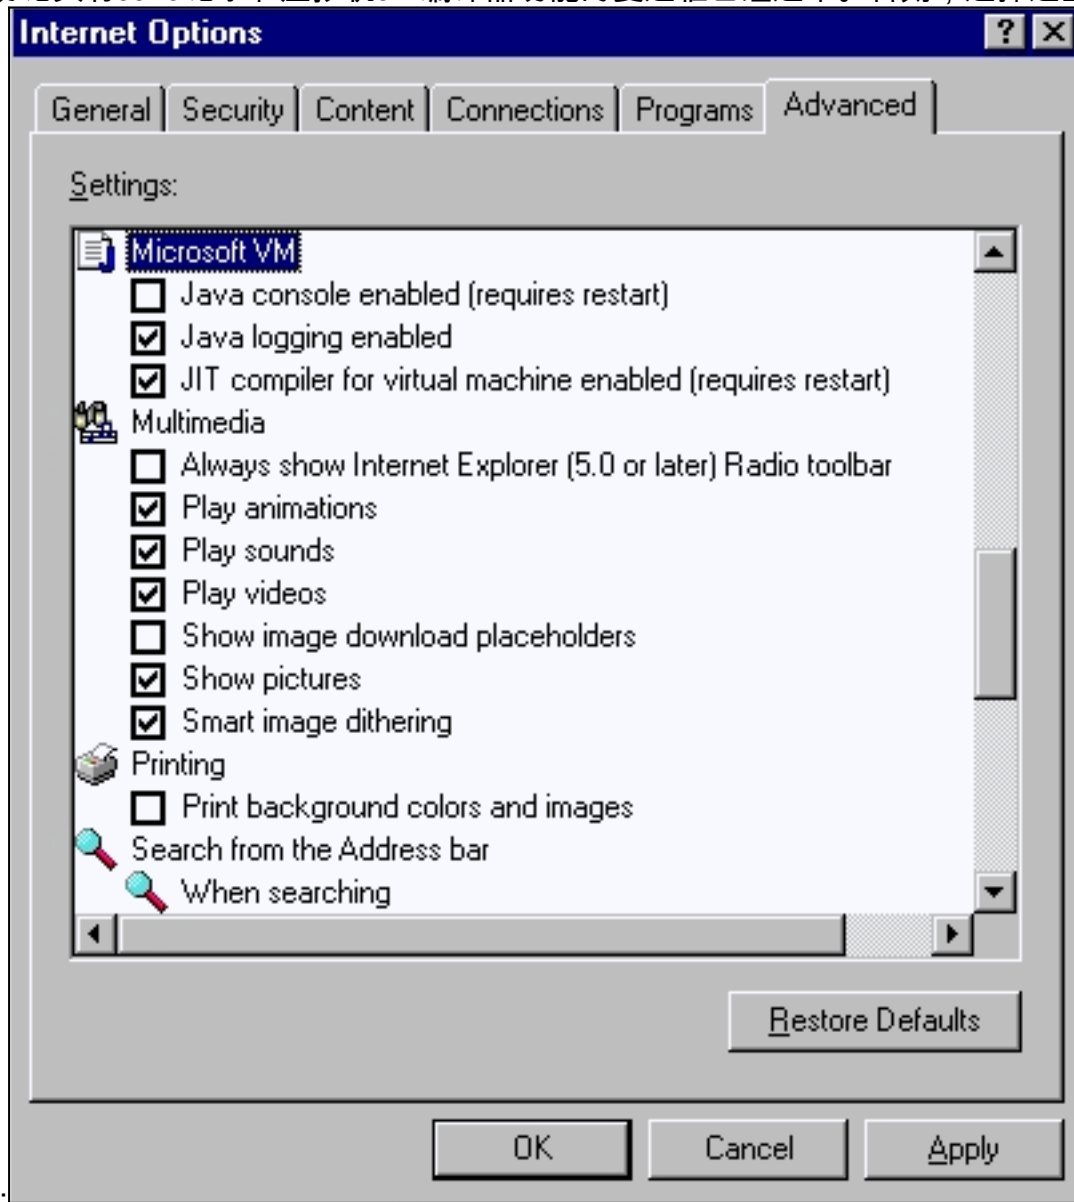 Internet Options
General Security Content Connections Programs Advanced
Settings:
Microsoft VM
Java console enabled (requires restart)
Java logging enabled
JIT compiler for virtual machine enabled (requires restart)
Multimedia
Always show Internet Explorer (5.0 or later) Radio toolbar
Play animations
Play sounds
Play videos
Show image download placeholders
Show pictures
Smart image dithering
Printing
Print background colors and images
Search from the Address bar
When searching
Restore Defaults
OK Cancel Apply